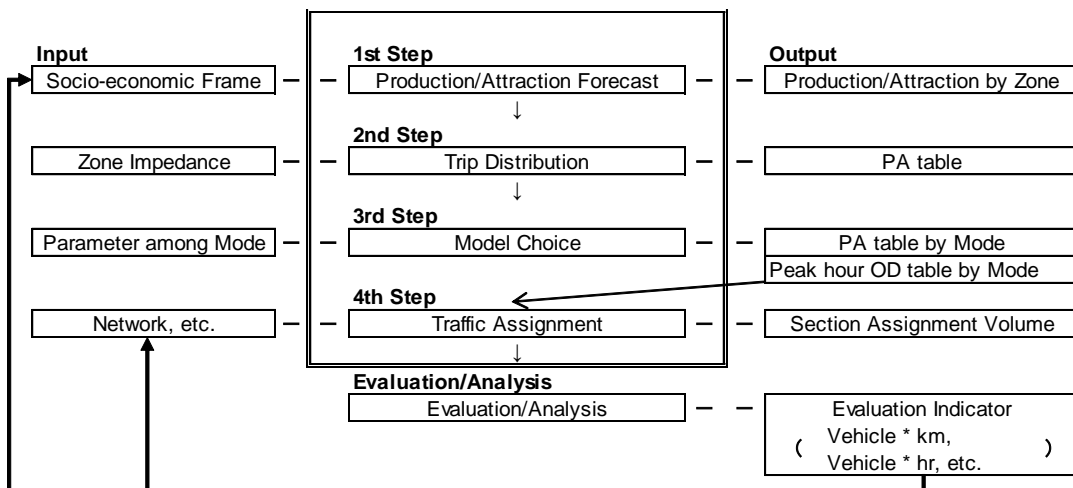 Input
1st Step
Output
Socio-economic Frame
Production/Attraction Forecast
Production/Attraction by Zone
2nd Step
Zone Impedance
Trip Distribution
PA table
3rd Step
Parameter among Mode
Model Choice
PA table by Mode
Peak hour OD table by Mode
4th Step
Network, etc.
Traffic Assignment
Section Assignment Volume
Evaluation/Analysis
Evaluation/Analysis
Evaluation Indicator
( Vehicle * km, )
Vehicle * hr, etc.